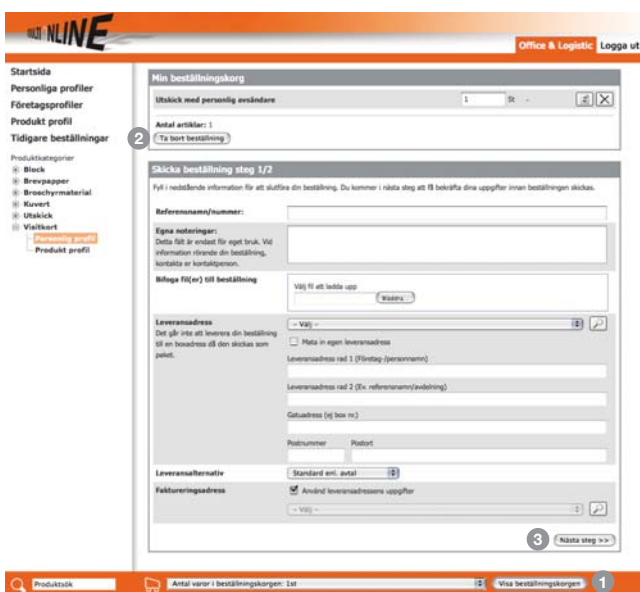 MULTI ONLINE
Office & Logistic Logga ut
Startsida
Personliga profiler
Företagsprofiler
Produkt profil
Tidigare beställningar
Produktkategorier
Block
Brevpapper
Broschyrmaterial
Kuvert
Utskick
Visitkort
Personlig profil
Produkt profil
Min beställningskorg
Utskick med personlig avsändare 1 St -
Antal artiklar: 1
2 Ta bort beställning
Skicka beställning steg 1/2
Fyll i nedstående information för att slutföra din beställning. Du kommer i nästa steg att få bekräfta dina uppgifter innan beställningen skickas.
Referensnamn/nummer:
Egna noteringar:
Detta fält är endast för eget bruk. Vid
information rörande din beställning,
kontakta er kontaktperson.
Bifoga fil(er) till beställning
Välj fil att ladda upp
Bläddra...
Leveransadress
Det går inte att leverera din beställning
till en boxadress då den skickas som
paket.
- Välj -
Mata in egen leveransadress
Leveransadress rad 1 (Företag-/personnamn)
Leveransadress rad 2 (Ev. referensnamn/avdelning)
Gatuadress (ej box nr.)
Postnummer Postort
Leveransalternativ Standard enl. avtal
Faktureringsadress Använd leveransadressens uppgifter
- Välj -
3 Nästa steg >>
Produktsök Antal varor i beställningskorgen: 1st Visa beställningskorgen 1